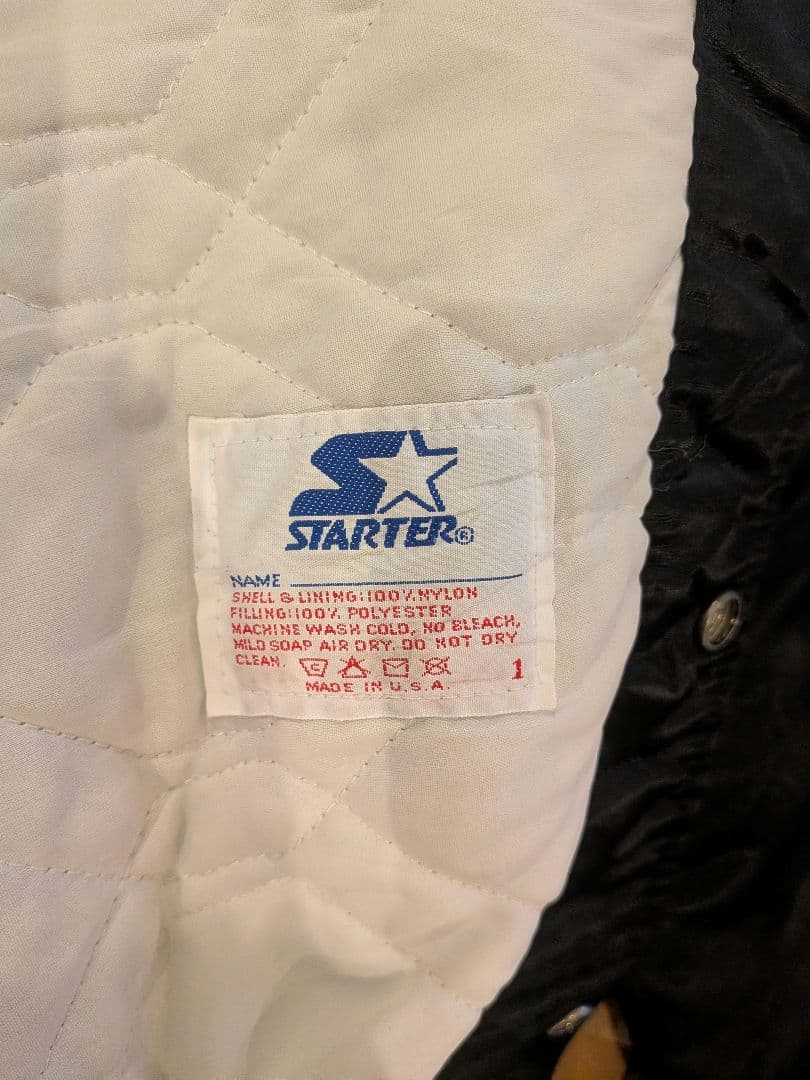 STARTER®
NAME
SHELL & LINING:100% NYLON
FILLING:100% POLYESTER
MACHINE WASH COLD, NO BLEACH,
MILD SOAP AIR DRY. DO NOT DRY
CLEAN. C 1
MADE IN U.S.A.